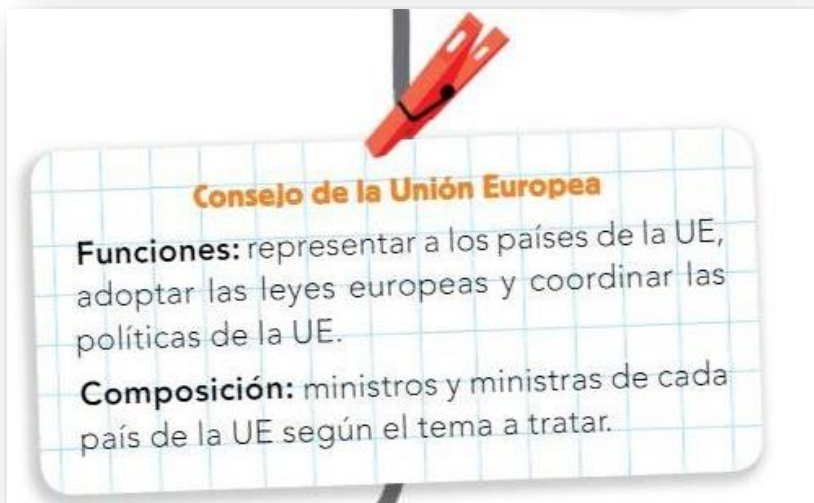 Consejo de la Unión Europea
Funciones: representar a los países de la UE,
adoptar las leyes europeas y coordinar las
políticas de la UE.
Composición: ministros y ministras de cada
país de la UE según el tema a tratar.